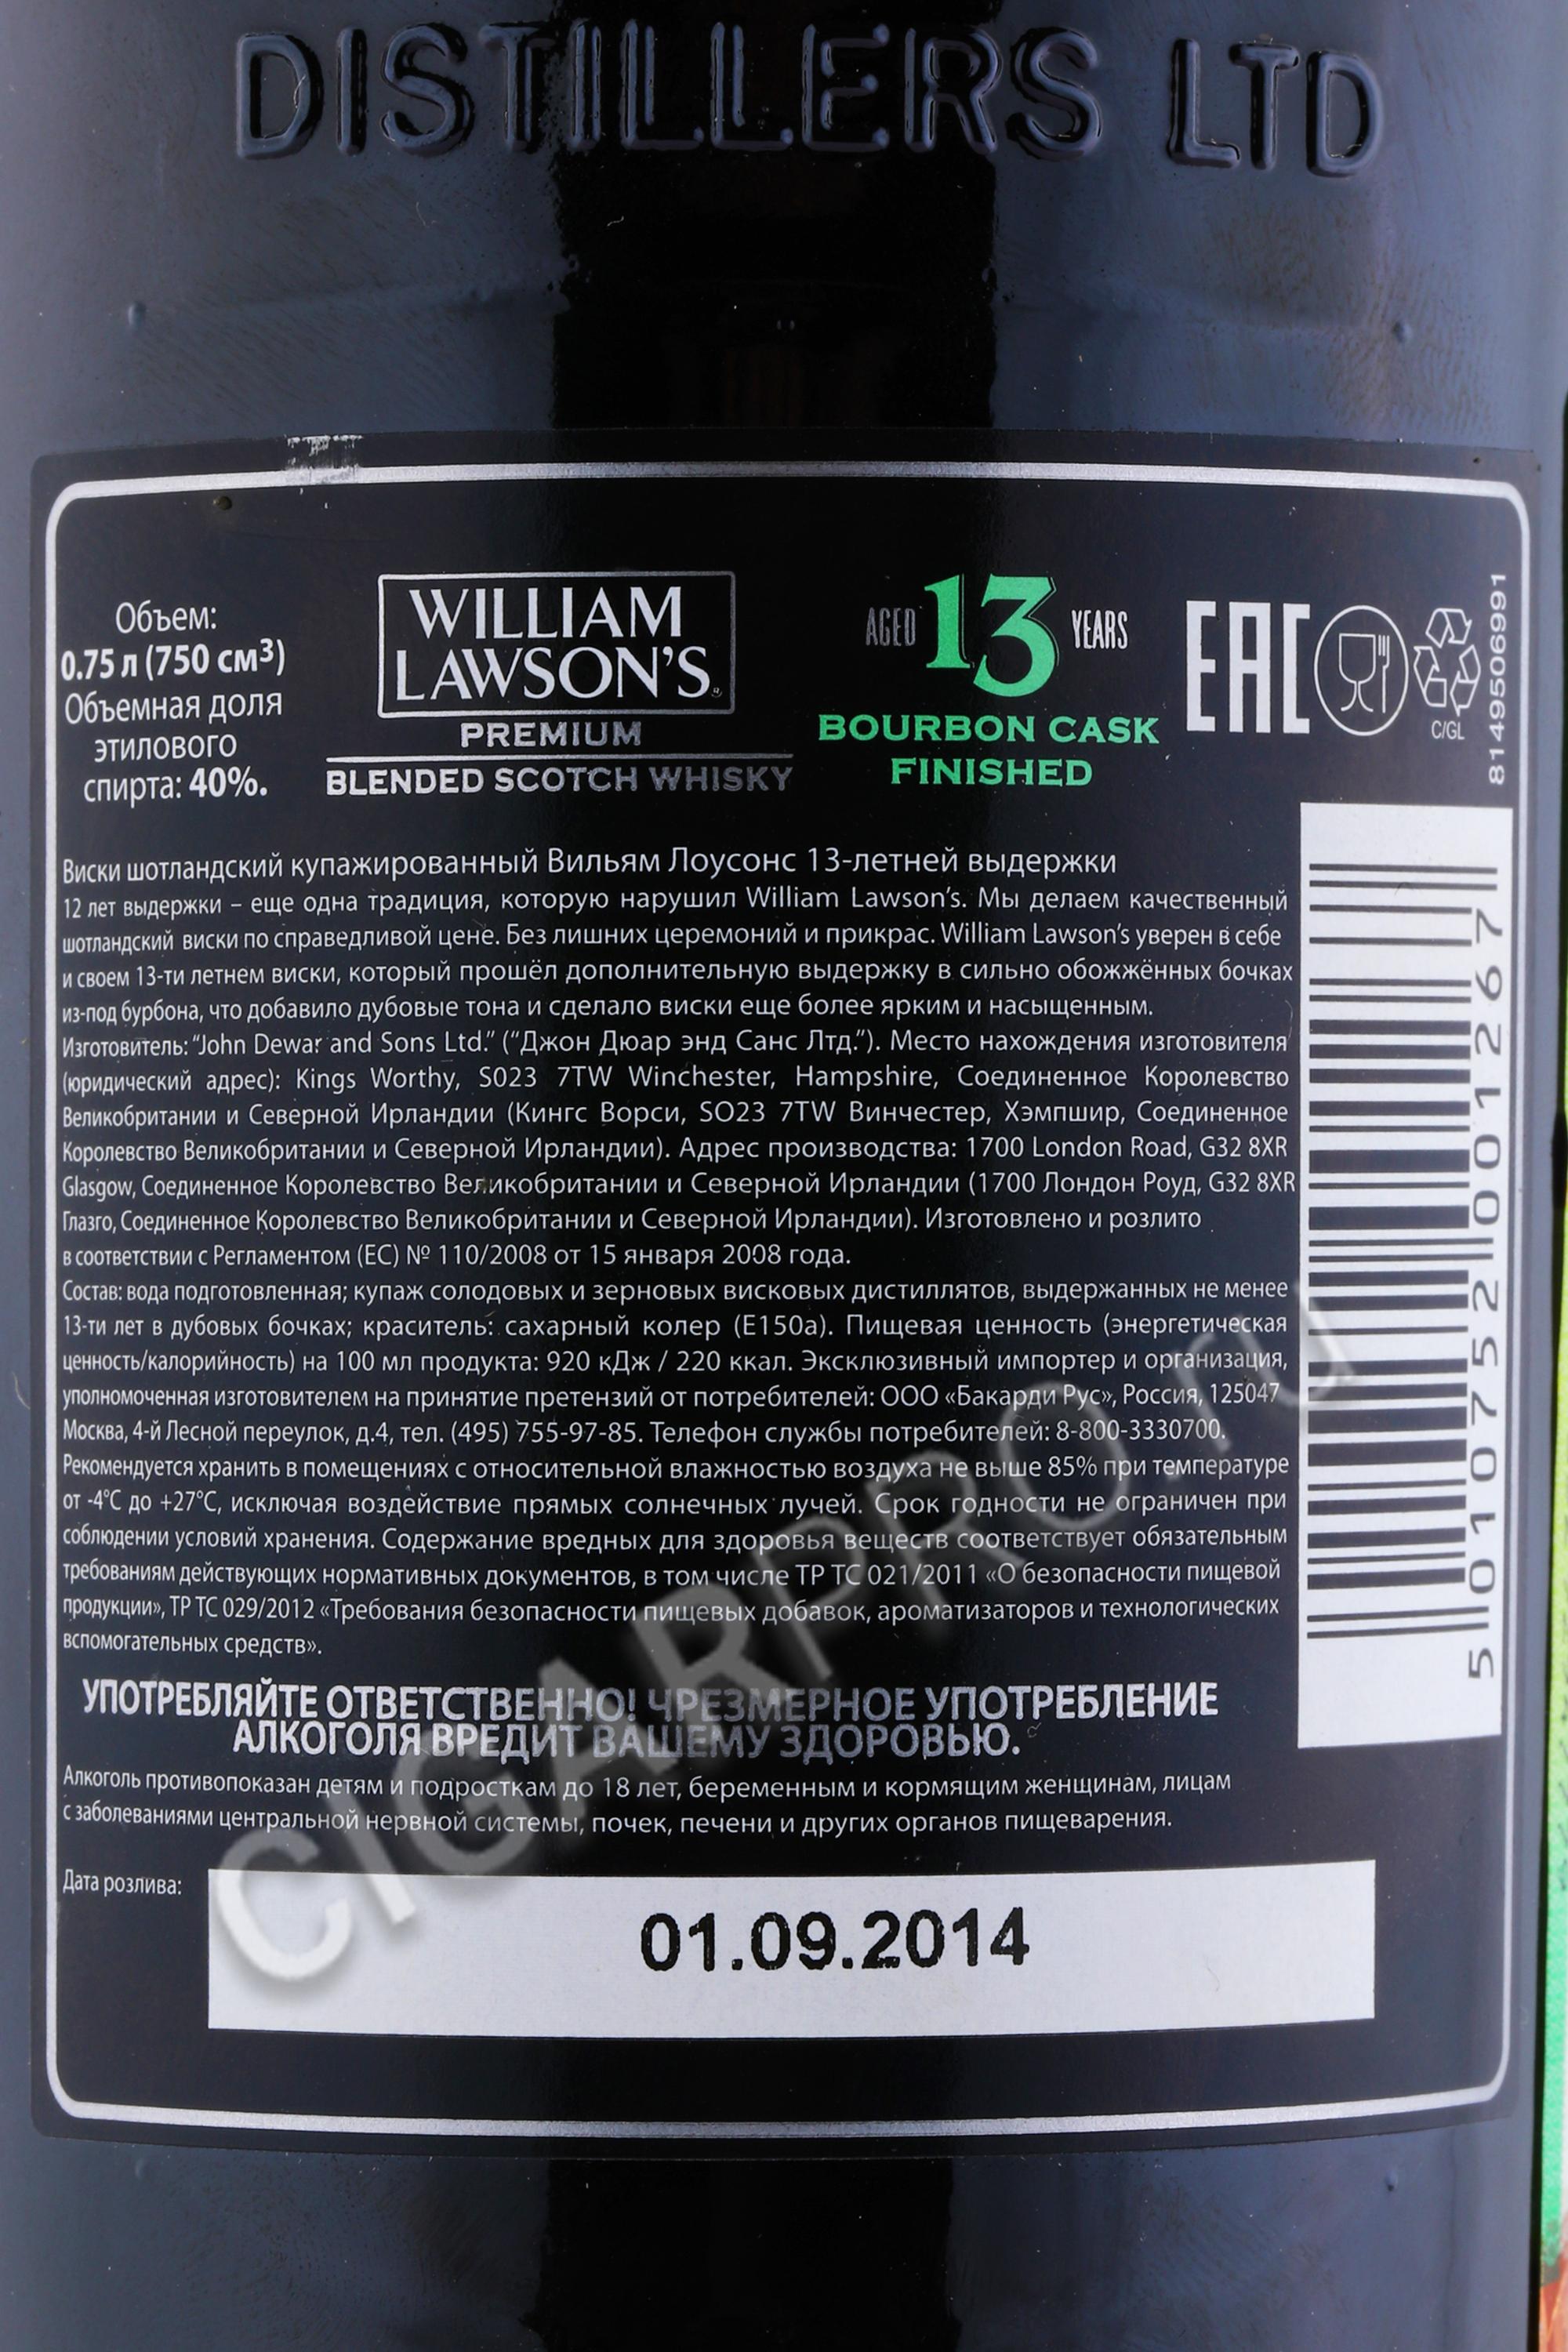 DISTILLERS LTD
Объем:
0.75 л (750 см³)
Объемная доля
этилового
спирта: 40%.
WILLIAM
LAWSON'S®
PREMIUM
BLENDED SCOTCH WHISKY
AGED 13 YEARS
BOURBON CASK
FINISHED
EAC
C/GL
8149506991
Виски шотландский купажированный Вильям Лоусонс 13-летней выдержки
12 лет выдержки – еще одна традиция, которую нарушил William Lawson's. Мы делаем качественный
шотландский виски по справедливой цене. Без лишних церемоний и прикрас. William Lawson's уверен в себе
и своем 13-ти летнем виски, который прошёл дополнительную выдержку в сильно обожжённых бочках
из-под бурбона, что добавило дубовые тона и сделало виски еще более ярким и насыщенным.
Изготовитель: "John Dewar and Sons Ltd." ("Джон Дюар энд Санс Лтд."). Место нахождения изготовителя
(юридический адрес): Kings Worthy, S023 7TW Winchester, Hampshire, Соединенное Королевство
Великобритании и Северной Ирландии (Кингс Ворси, SO23 7TW Винчестер, Хэмпшир, Соединенное
Королевство Великобритании и Северной Ирландии). Адрес производства: 1700 London Road, G32 8XR
Glasgow, Соединенное Королевство Великобритании и Северной Ирландии (1700 Лондон Роуд, G32 8XR
Глазго, Соединенное Королевство Великобритании и Северной Ирландии). Изготовлено и розлито
в соответствии с Регламентом (ЕС) № 110/2008 от 15 января 2008 года.
Состав: вода подготовленная; купаж солодовых и зерновых висковых дистиллятов, выдержанных не менее
13-ти лет в дубовых бочках; краситель: сахарный колер (Е150а). Пищевая ценность (энергетическая
ценность/калорийность) на 100 мл продукта: 920 кДж / 220 ккал. Эксклюзивный импортер и организация,
уполномоченная изготовителем на принятие претензий от потребителей: ООО «Бакарди Рус», Россия, 125047
Москва, 4-й Лесной переулок, д.4, тел. (495) 755-97-85. Телефон службы потребителей: 8-800-3330700.
Рекомендуется хранить в помещениях с относительной влажностью воздуха не выше 85% при температуре
от -4°С до +27°С, исключая воздействие прямых солнечных лучей. Срок годности не ограничен при
соблюдении условий хранения. Содержание вредных для здоровья веществ соответствует обязательным
требованиям действующих нормативных документов, в том числе ТР ТС 021/2011 «О безопасности пищевой
продукции», ТР ТС 029/2012 «Требования безопасности пищевых добавок, ароматизаторов и технологических
вспомогательных средств».
УПОТРЕБЛЯЙТЕ ОТВЕТСТВЕННО! ЧРЕЗМЕРНОЕ УПОТРЕБЛЕНИЕ
АЛКОГОЛЯ ВРЕДИТ ВАШЕМУ ЗДОРОВЬЮ.
Алкоголь противопоказан детям и подросткам до 18 лет, беременным и кормящим женщинам, лицам
с заболеваниями центральной нервной системы, почек, печени и других органов пищеварения.
Дата розлива:
01.09.2014
5010752001267
CIGARPRO.ru